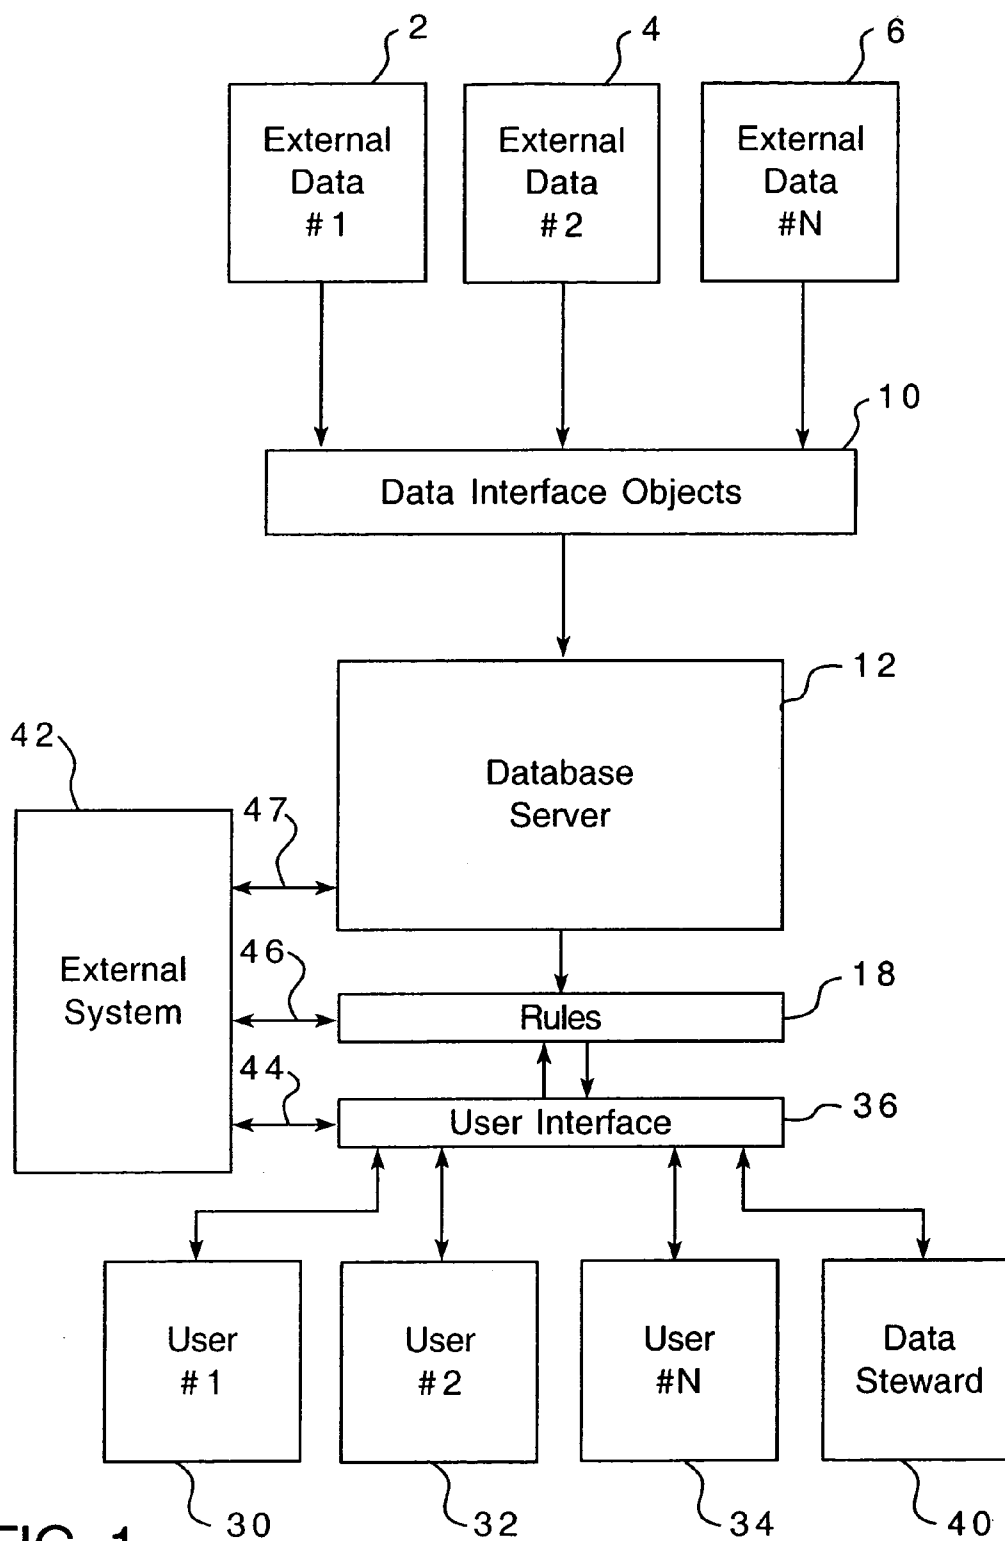 2
4
6
External
Data
#1
External
Data
#2
External
Data
#N
10
Data Interface Objects
12
Database
Server
42
47
External
System
46
18
Rules
44
36
User Interface
User
#1
User
#2
User
#N
Data
Steward
30
32
34
40
FIG. 1